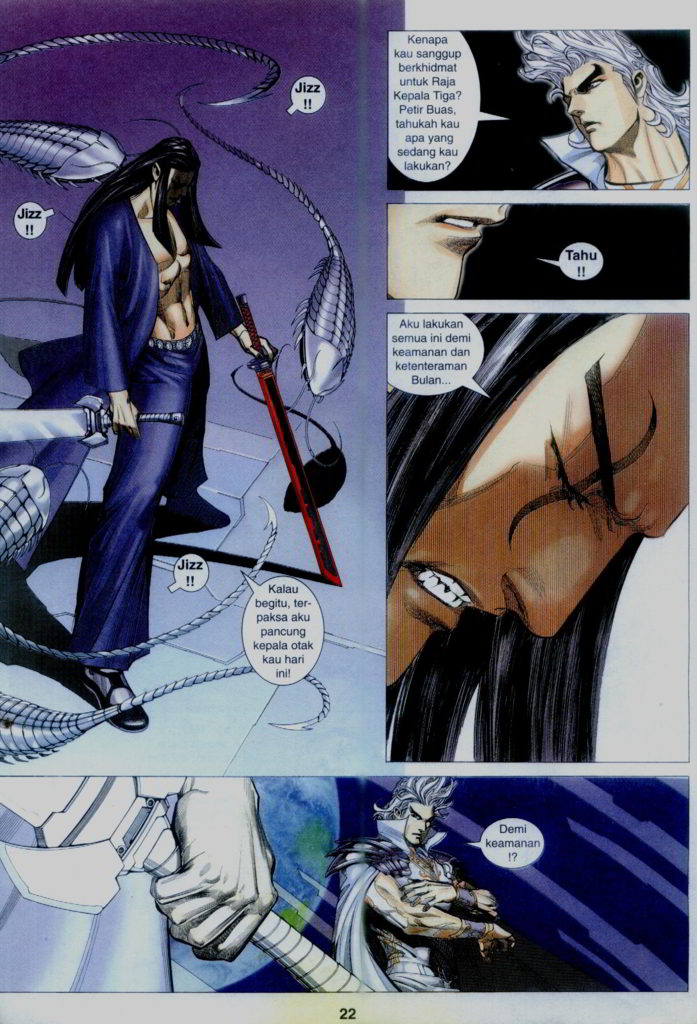 Jizz
!!
Jizz
!!
Jizz
!!
Kalau
begitu, ter-
paksa aku
pancung
kepala otak
kau hari
ini!
Kenapa
kau sanggup
berkhidmat
untuk Raja
Kepala Tiga?
Petir Buas,
tahukah kau
apa yang
sedang kau
lakukan?
Tahu
!!
Aku lakukan
semua ini demi
keamanan dan
ketenteraman
Bulan...
Demi
keamanan
!?
22